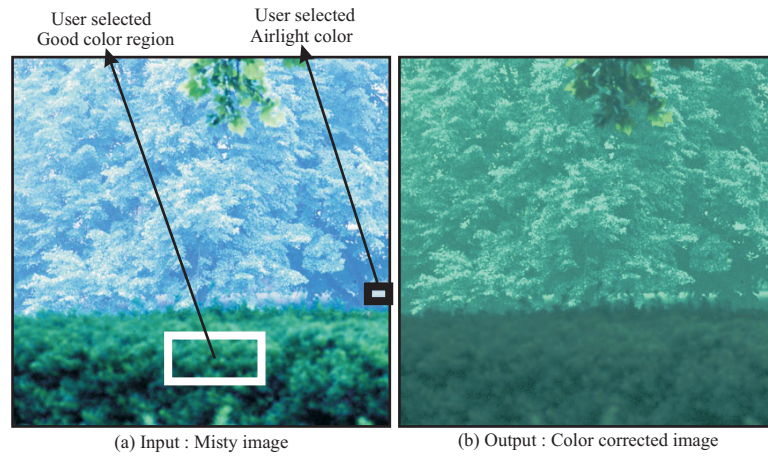 User selected
Good color region
User selected
Airlight color
(a) Input : Misty image
(b) Output : Color corrected image